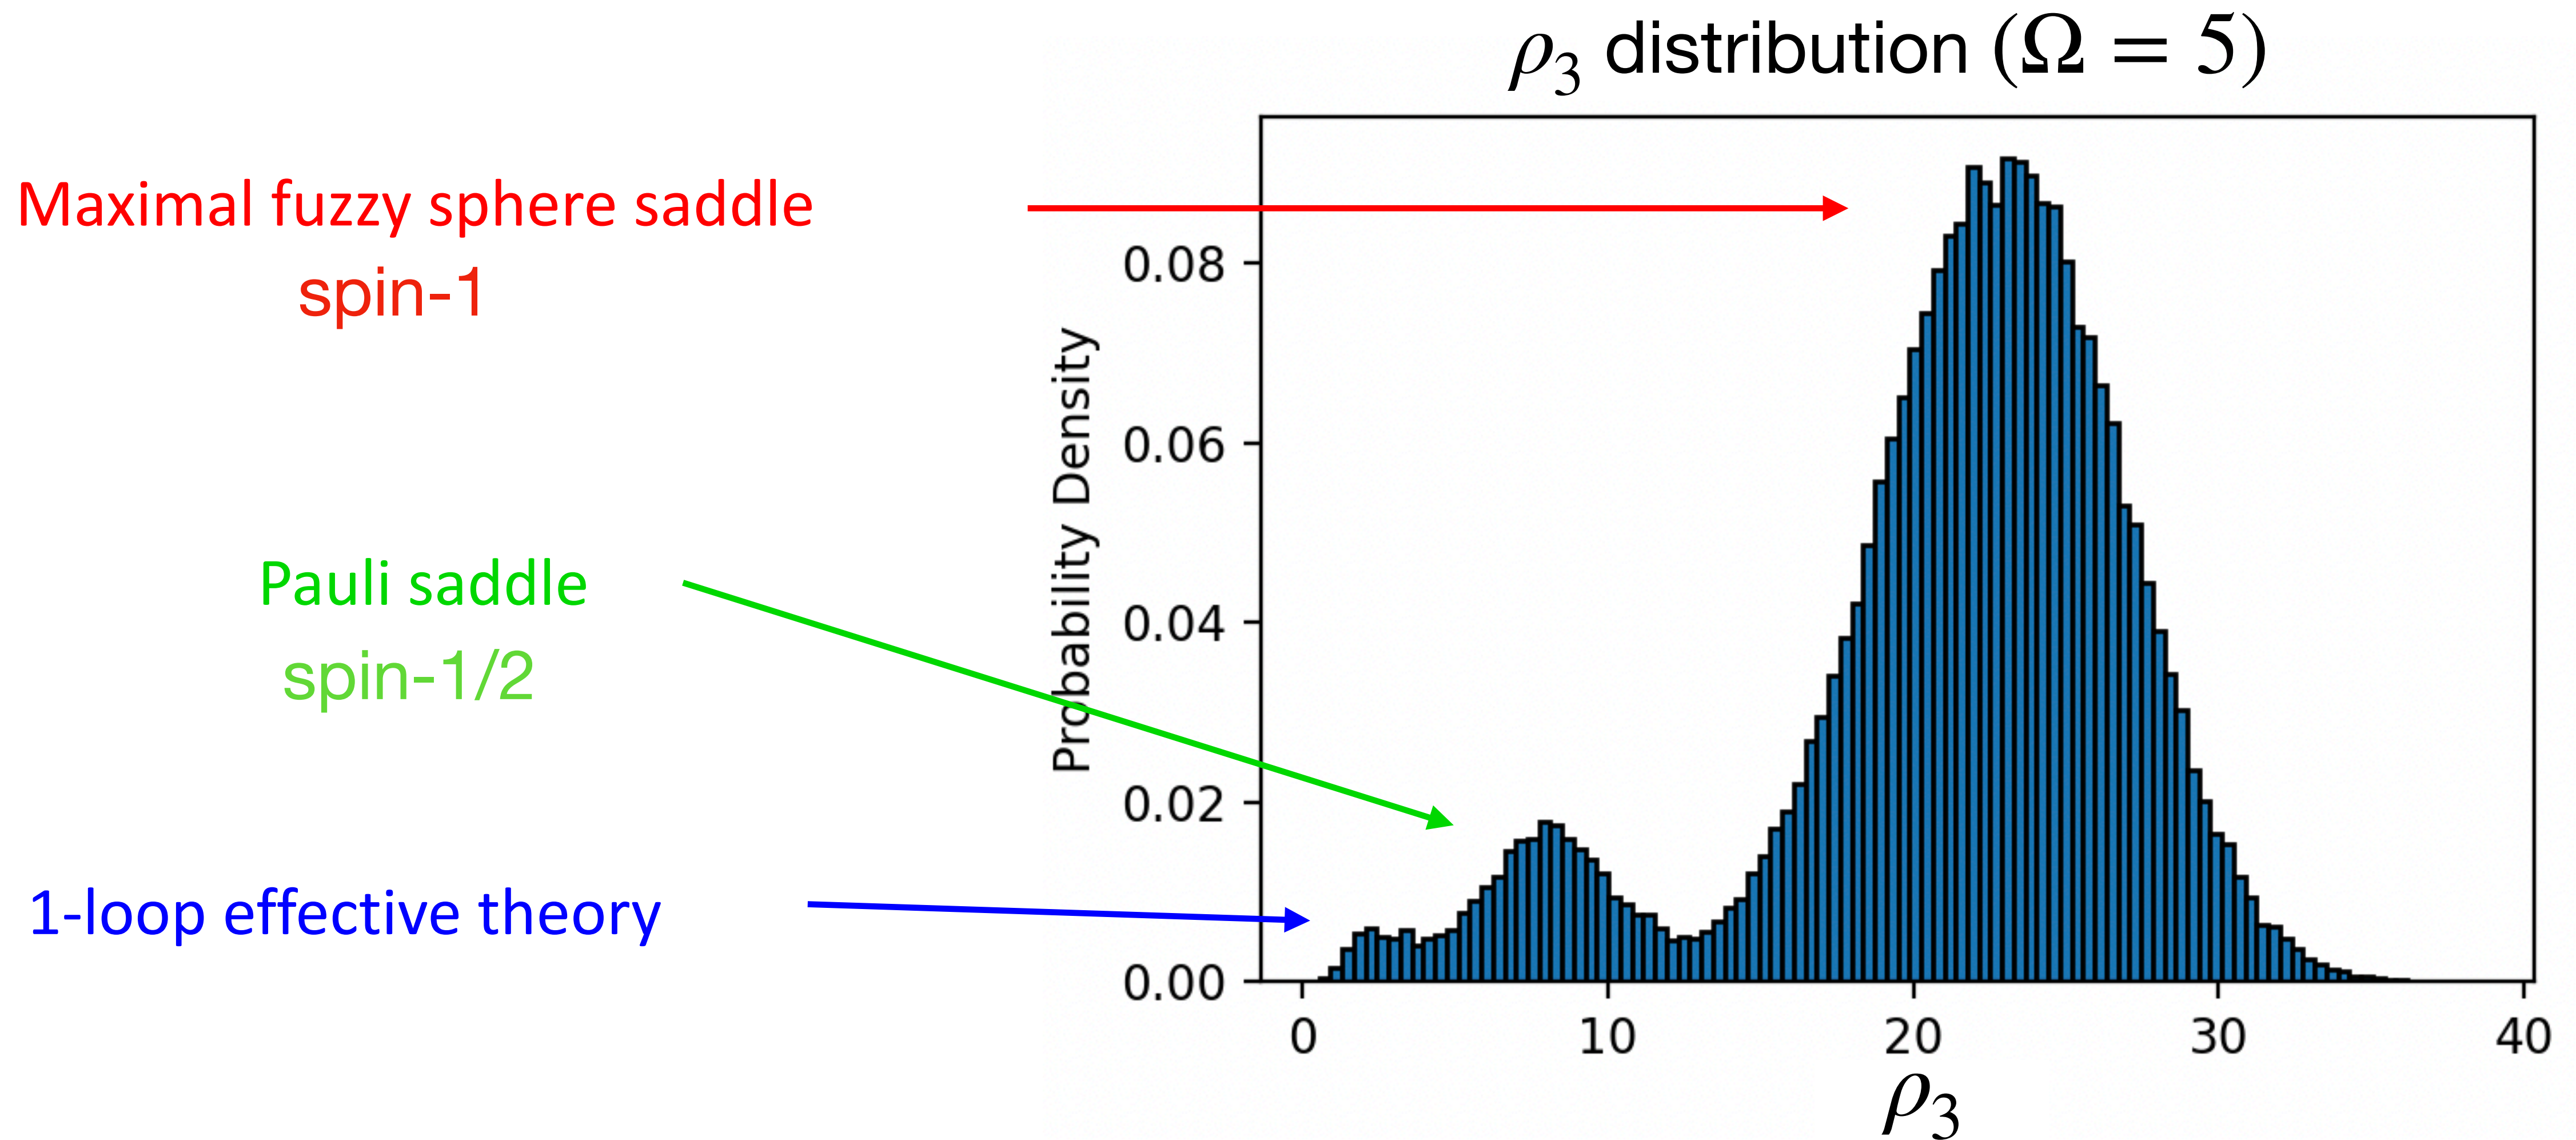 ρ₃ distribution (Ω = 5)
Maximal fuzzy sphere saddle
spin-1
Pauli saddle
spin-1/2
1-loop effective theory
Probability Density
0.08
0.06
0.04
0.02
0.00
0 10 20 30 40
ρ₃